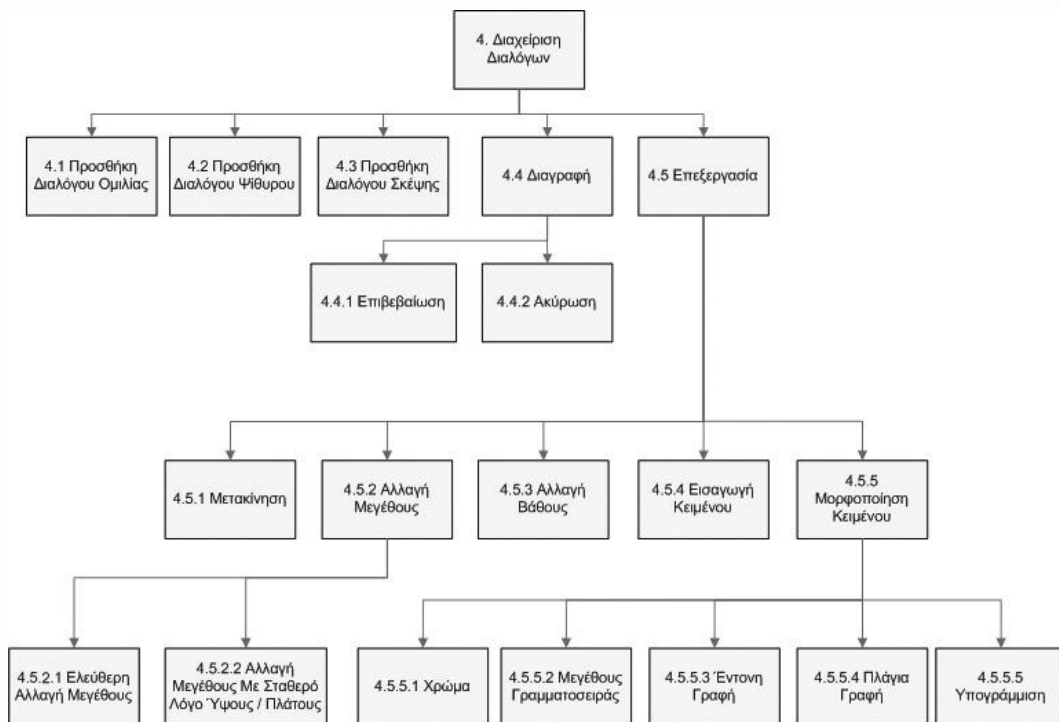 4. Διαχείριση
Διαλόγων
4.1 Προσθήκη
Διαλόγου Ομιλίας
4.2 Προσθήκη
Διαλόγου Ψίθυρου
4.3 Προσθήκη
Διαλόγου Σκέψης
4.4 Διαγραφή
4.5 Επεξεργασία
4.4.1 Επιβεβαίωση
4.4.2 Ακύρωση
4.5.1 Μετακίνηση
4.5.2 Αλλαγή
Μεγέθους
4.5.3 Αλλαγή
Βάθους
4.5.4 Εισαγωγή
Κειμένου
4.5.5
Μορφοποίηση
Κειμένου
4.5.2.1 Ελεύθερη
Αλλαγή Μεγέθους
4.5.2.2 Αλλαγή
Μεγέθους Με Σταθερό
Λόγο Ύψους / Πλάτους
4.5.5.1 Χρώμα
4.5.5.2 Μεγέθους
Γραμματοσειράς
4.5.5.3 Έντονη
Γραφή
4.5.5.4 Πλάγια
Γραφή
4.5.5.5
Υπογράμμιση